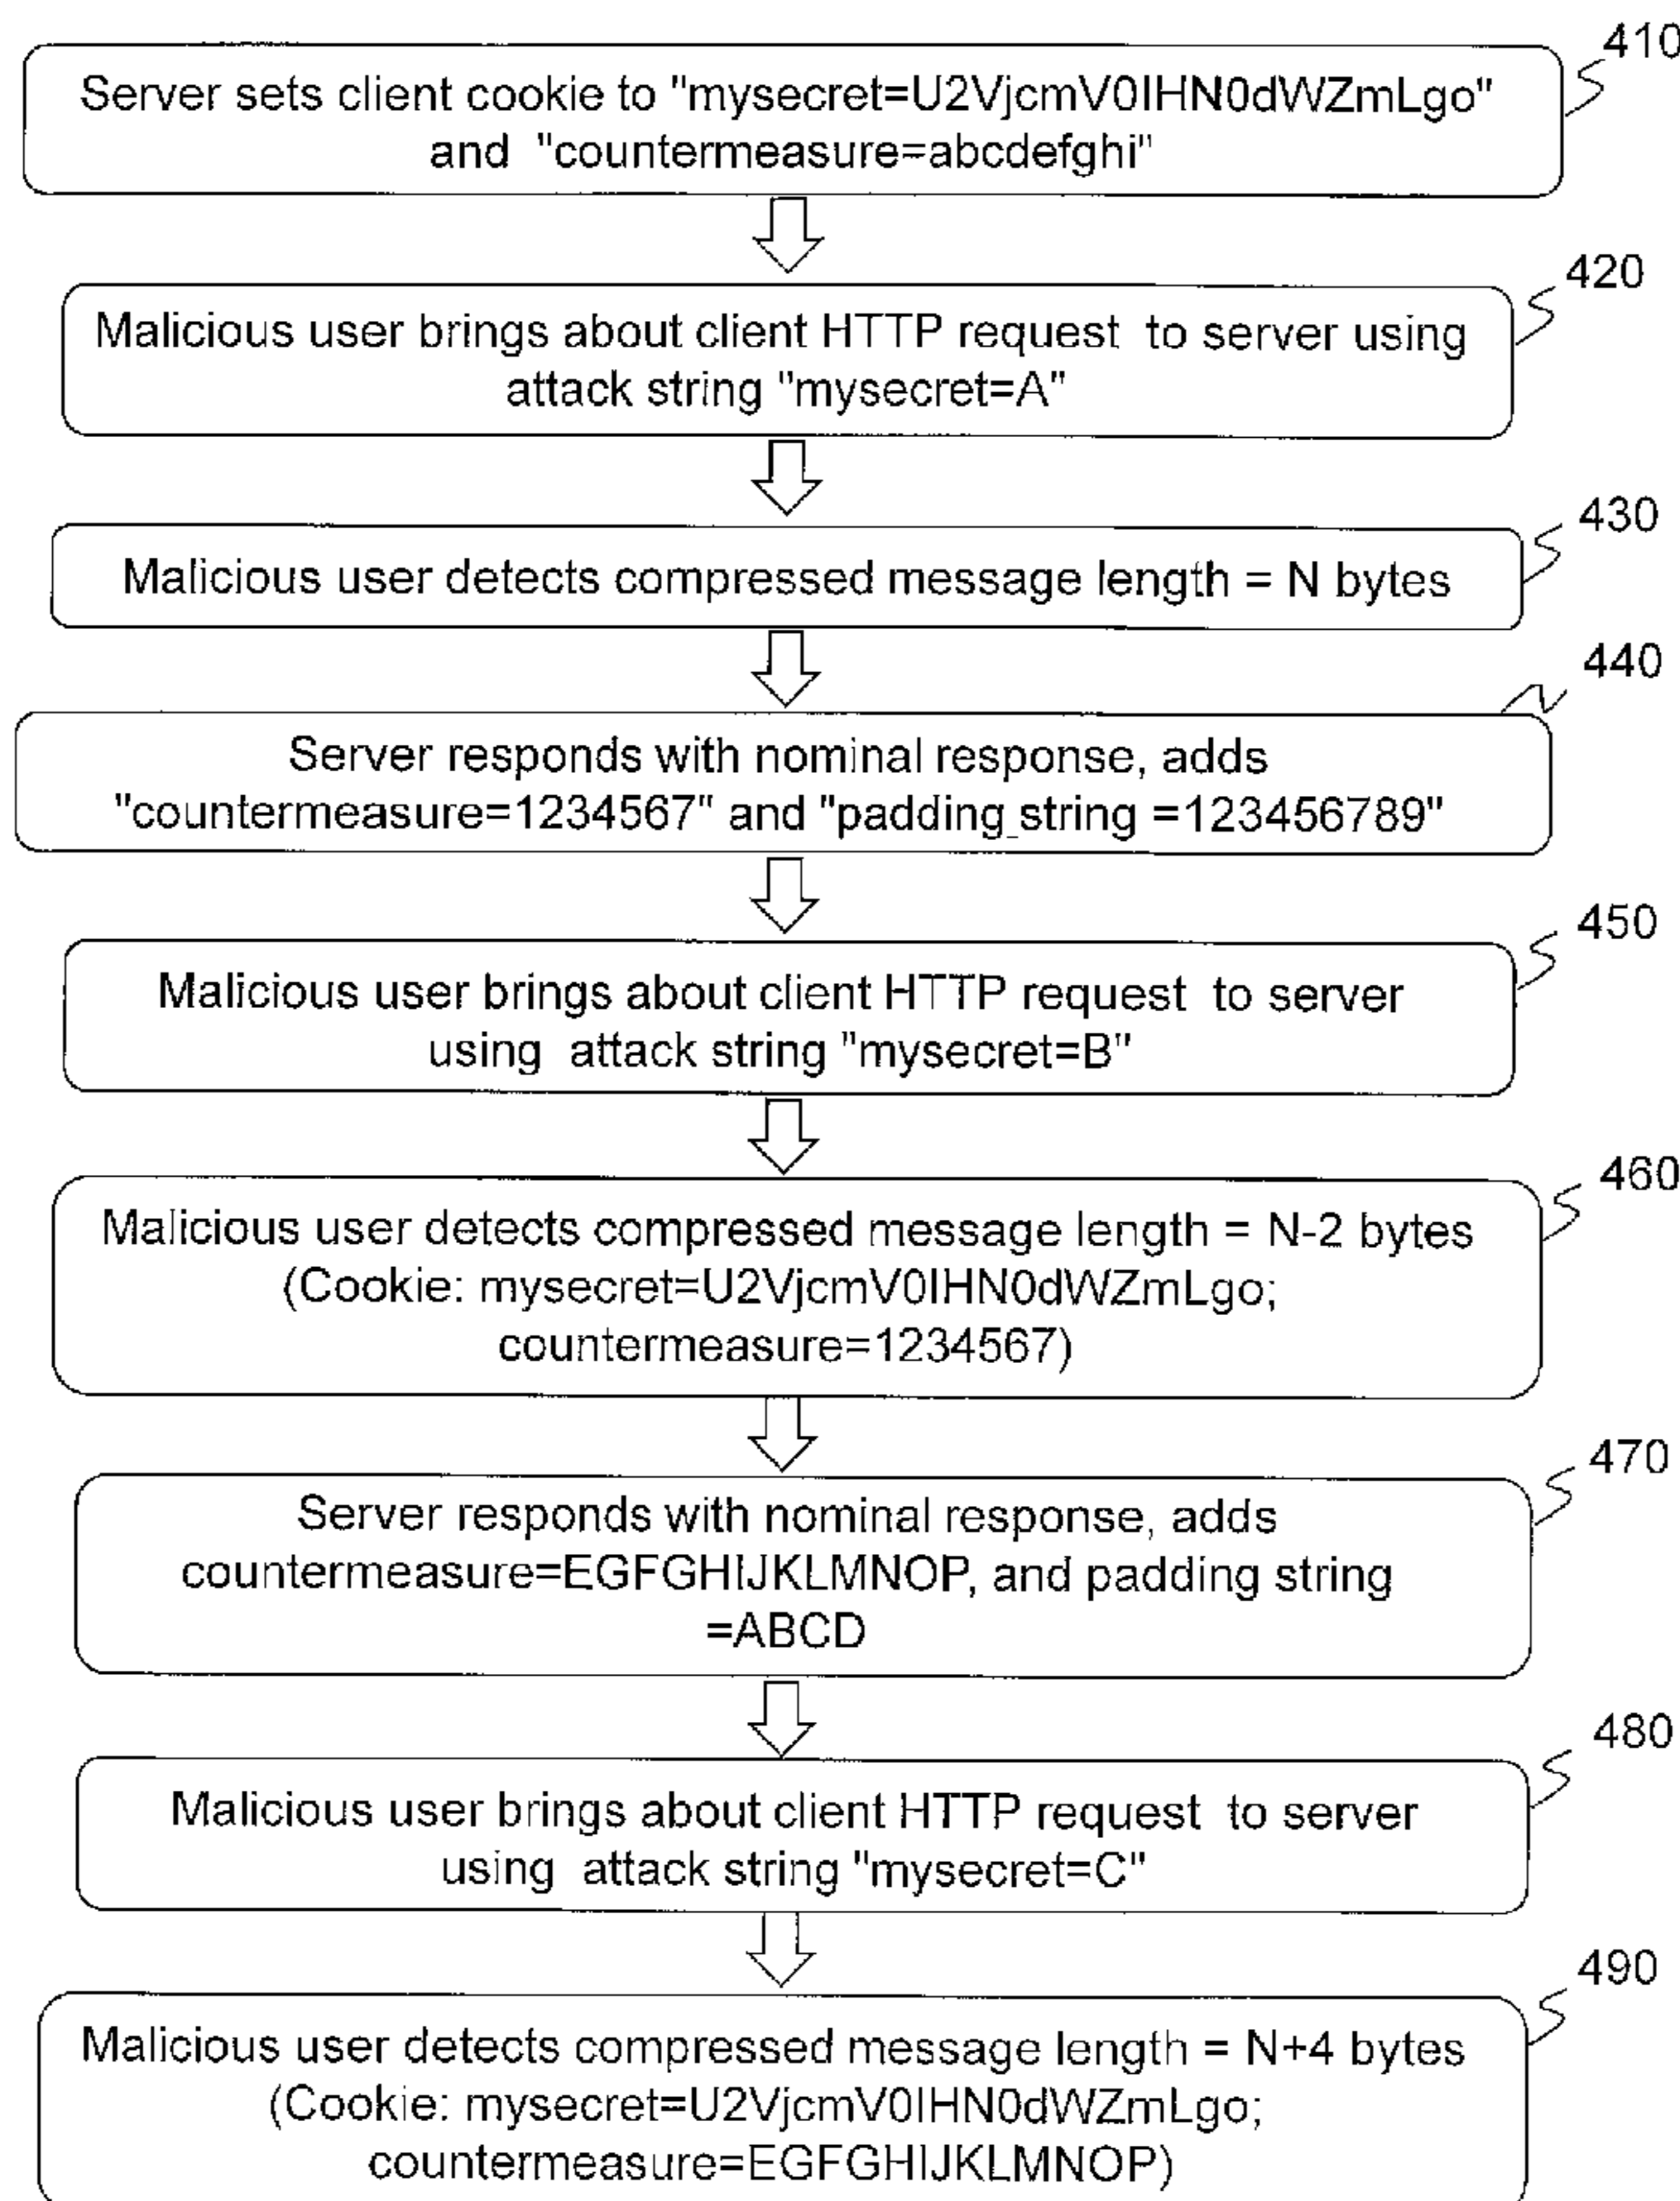 410
Server sets client cookie to "mysecret=U2VjcmV0IHN0dWZmLgo"
and "countermeasure=abcdefghi"
420
Malicious user brings about client HTTP request to server using
attack string "mysecret=A"
430
Malicious user detects compressed message length = N bytes
440
Server responds with nominal response, adds
"countermeasure=1234567" and "padding_string =123456789"
450
Malicious user brings about client HTTP request to server
using attack string "mysecret=B"
460
Malicious user detects compressed message length = N-2 bytes
(Cookie: mysecret=U2VjcmV0IHN0dWZmLgo;
countermeasure=1234567)
470
Server responds with nominal response, adds
countermeasure=EGFGHIJKLMNOP, and padding string
=ABCD
480
Malicious user brings about client HTTP request to server
using attack string "mysecret=C"
490
Malicious user detects compressed message length = N+4 bytes
(Cookie: mysecret=U2VjcmV0IHN0dWZmLgo;
countermeasure=EGFGHIJKLMNOP)